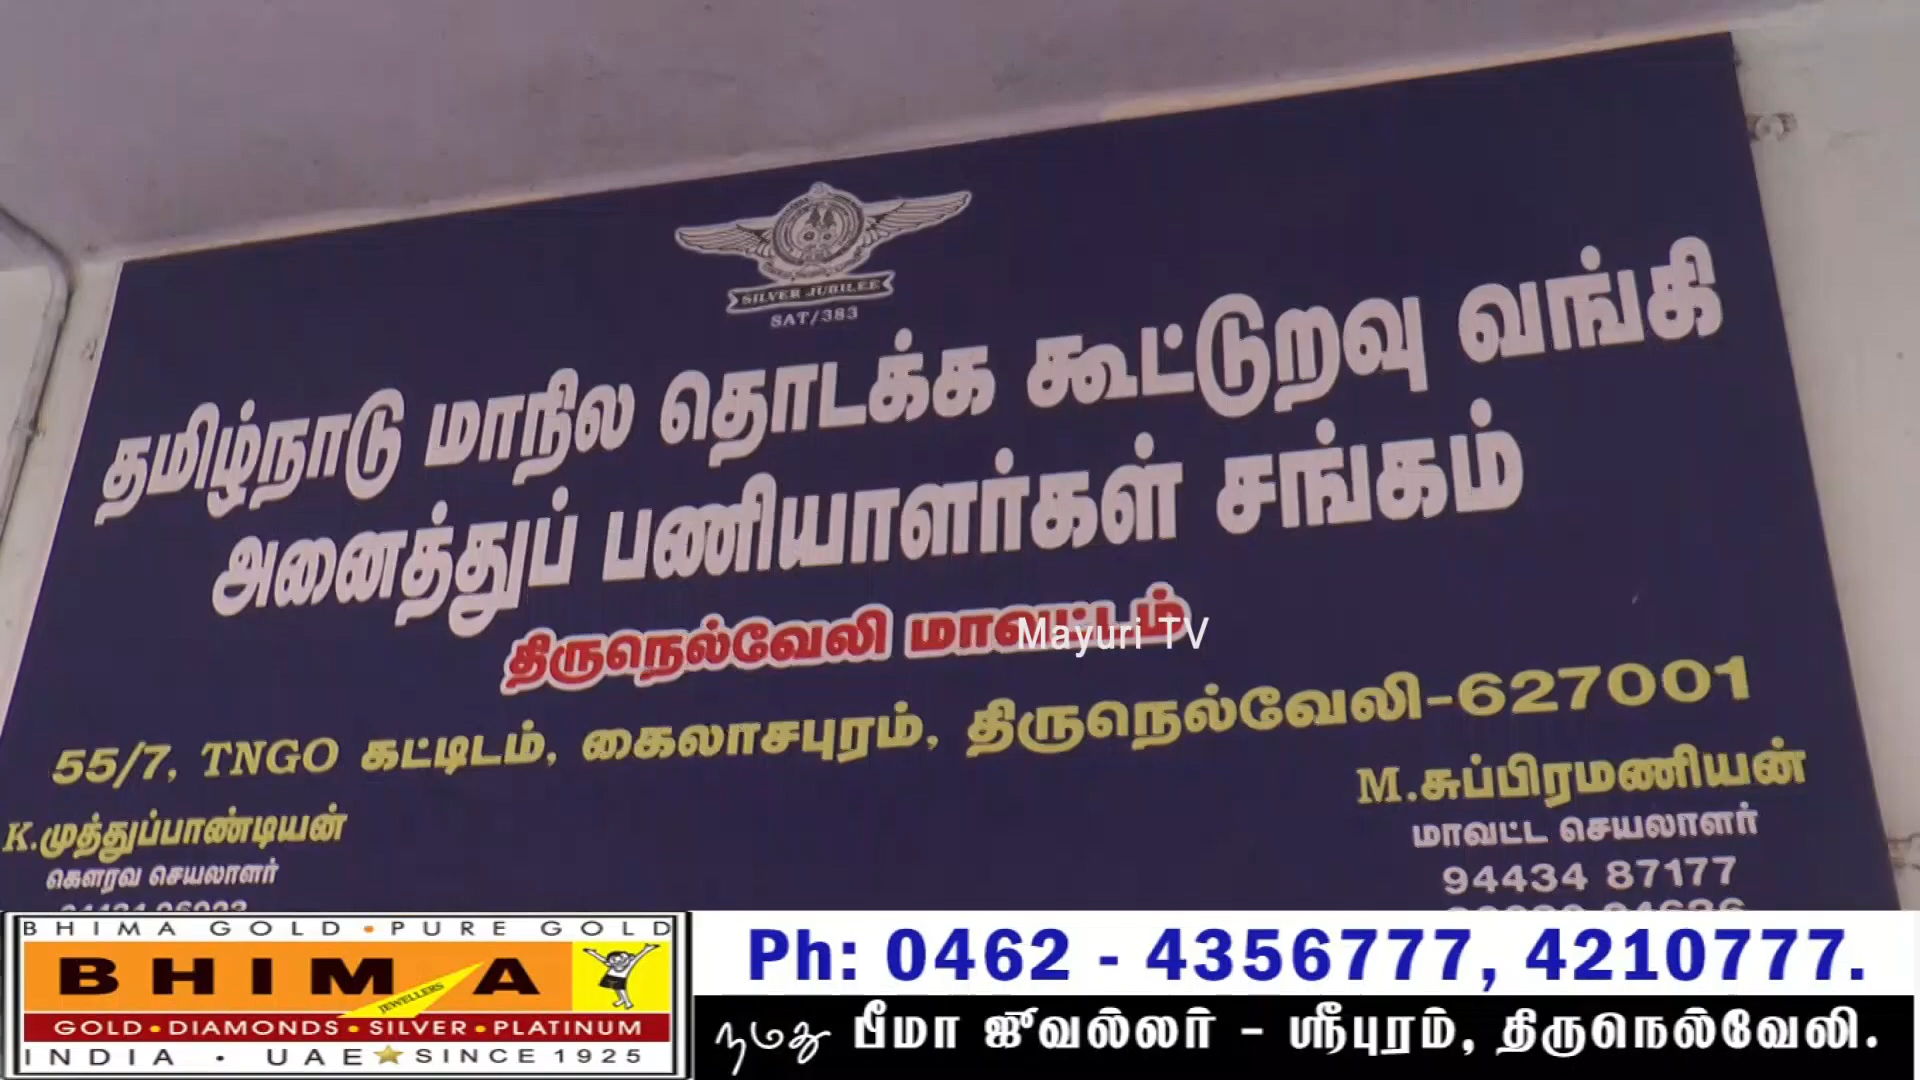 SILVER JUBILEE
SAT/383
தமிழ்நாடு மாநில தொடக்க கூட்டுறவு வங்கி
அனைத்துப் பணியாளர்கள் சங்கம்
திருநெல்வேலி மாவட்டம்
Mayuri TV
55/7, TNGO கட்டிடம், கைலாசபுரம், திருநெல்வேலி-627001
K.முத்துப்பாண்டியன்
கௌரவ செயலாளர்
M.சுப்பிரமணியன்
மாவட்ட செயலாளர்
94434 87177
BHIMA GOLD • PURE GOLD
BHIMA
JEWELLERS
GOLD • DIAMONDS • SILVER • PLATINUM
INDIA • UAE ★ SINCE 1925
Ph: 0462 - 4356777, 4210777.
நமது பீமா ஜுவல்லர் - ஸ்ரீபுரம், திருநெல்வேலி.